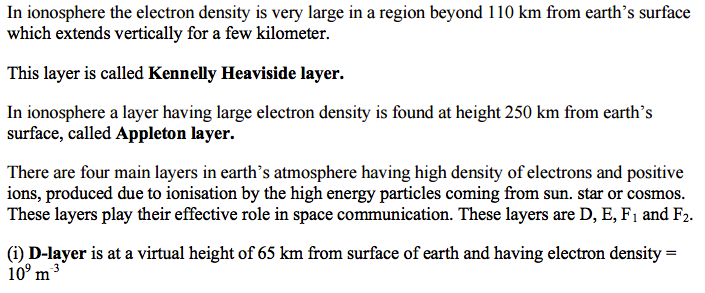 In ionosphere the electron density is very large in a region beyond 110 km from earth’s surface
which extends vertically for a few kilometer.
This layer is called Kennelly Heaviside layer.
In ionosphere a layer having large electron density is found at height 250 km from earth’s
surface, called Appleton layer.
There are four main layers in earth’s atmosphere having high density of electrons and positive
ions, produced due to ionisation by the high energy particles coming from sun. star or cosmos.
These layers play their effective role in space communication. These layers are D, E, F₁ and F₂.
(i) D-layer is at a virtual height of 65 km from surface of earth and having electron density =
10⁹ m⁻³